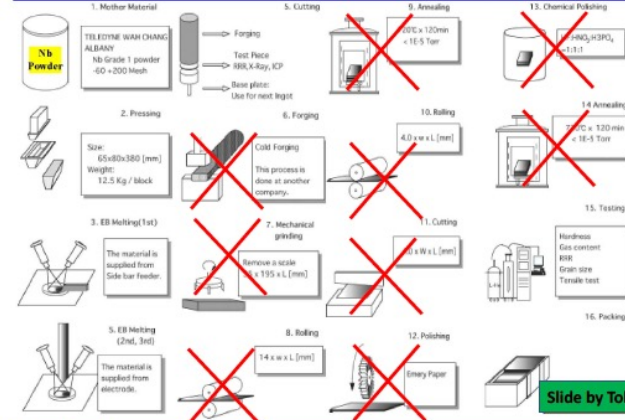 1. Mother Material
Nb
Powder
TELEDYNE WAH CHANG
ALBANY
Nb Grade 1 powder
-60 +200 Mesh
2. Pressing
Size:
65x80x380 [mm]
Weight:
12.5 Kg / block
3. EB Melting(1st)
The material is
supplied from
Side bar feeder.
5. EB Melting
(2nd, 3rd)
The material is
supplied from
electrode.
5. Cutting
Forging
Test Piece
RRR,X-Ray, ICP
Base plate:
Use for next Ingot
6. Forging
Cold Forging
This process is
done at another
company.
7. Mechanical
grinding
Remove a scale
x 195 x L [mm]
8. Rolling
14 x w x L [mm]
9. Annealing
x 120min
< 1E-5 Torr
10. Rolling
4.0 x w x L [mm]
11. Cutting
x W x L [mm]
12. Polishing
Emery Paper
13. Chemical Polishing
HNO3:H3PO4
=1:1:1
14 Annealing
x 120 min
< 1E-5 Torr
15. Testing
Hardness
Gas content
RRR
Grain size
Tensile test
16. Packing
Slide by